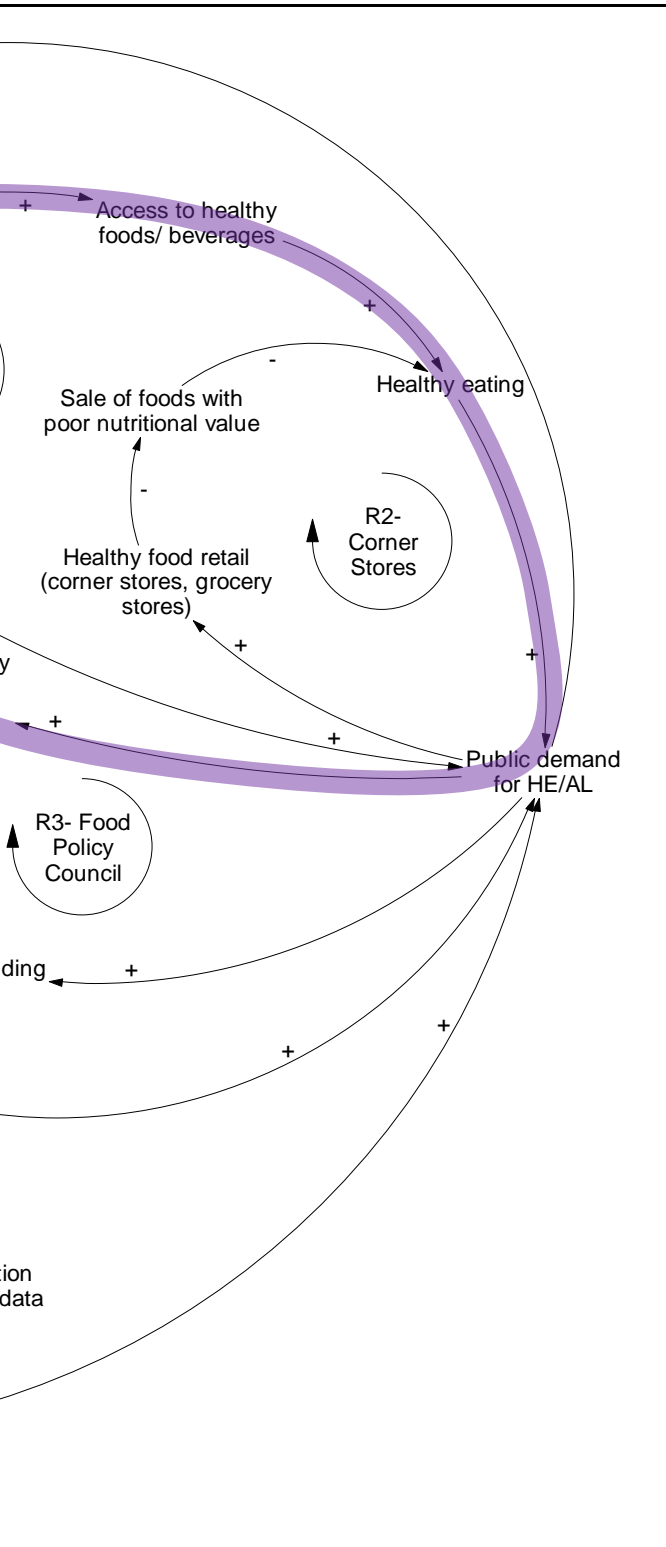 +
Access to healthy
foods/ beverages
+
-
Healthy eating
Sale of foods with
poor nutritional value
-
R2-
Corner
Stores
Healthy food retail
(corner stores, grocery
stores)
+
+
y
+
+
Public demand
for HE/AL
R3- Food
Policy
Council
ding
+
+
+
tion
data